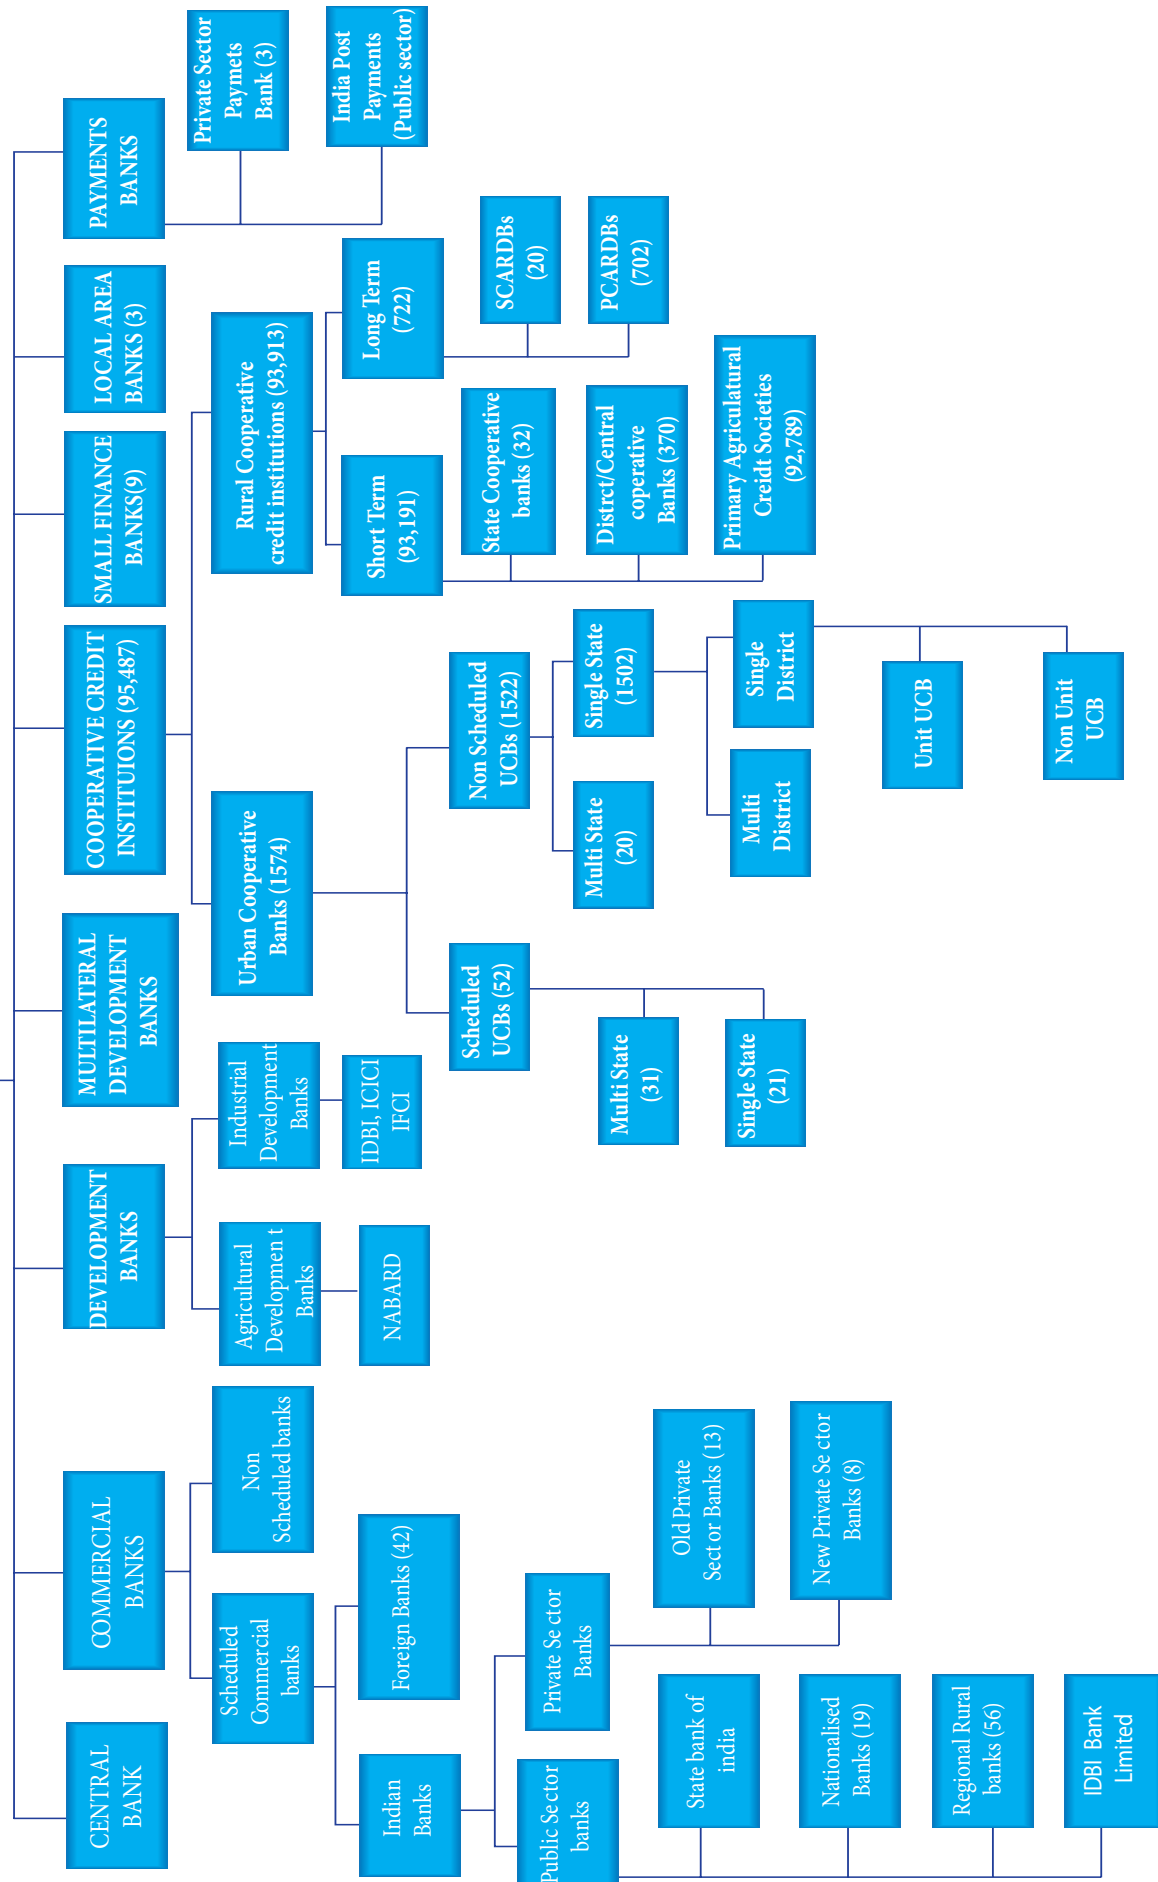 CENTRAL
BANK
COMMERCIAL
BANKS
DEVELOPMENT
BANKS
MULTILATERAL
DEVELOPMENT
BANKS
COOPERATIVE CREDIT
INSTITUIONS (95,487)
SMALL FINANCE
BANKS(9)
LOCAL AREA
BANKS (3)
PAYMENTS
BANKS
Scheduled
Commercial
banks
Non
Scheduled banks
Agricultural
Developmen t
Banks
Industrial
Development
Banks
Urban Cooperative
Banks (1574)
Rural Cooperative
credit institutions (93,913)
Private Sector
Paymets
Bank (3)
India Post
Payments
(Public sector)
Indian
Banks
Foreign Banks (42)
NABARD
IDBI, ICICI
IFCI
Short Term
(93,191)
Long Term
(722)
Scheduled
UCBs (52)
Non Scheduled
UCBs (1522)
State Cooperative
banks (32)
Distrct/Central
coperative
Banks (370)
Primary Agriculatural
Creidt Societies
(92,789)
SCARDBs
(20)
PCARDBs
(702)
Public Se ctor
banks
Private Se ctor
Banks
Multi State
(31)
Single State
(21)
Multi State
(20)
Single State
(1502)
State bank of
india
Nationalised
Banks (19)
Regional Rural
banks (56)
IDBI Bank
Limited
Old Private
Sect or Banks (13)
New Private Se ctor
Banks (8)
Multi
District
Single
District
Unit UCB
Non Unit
UCB